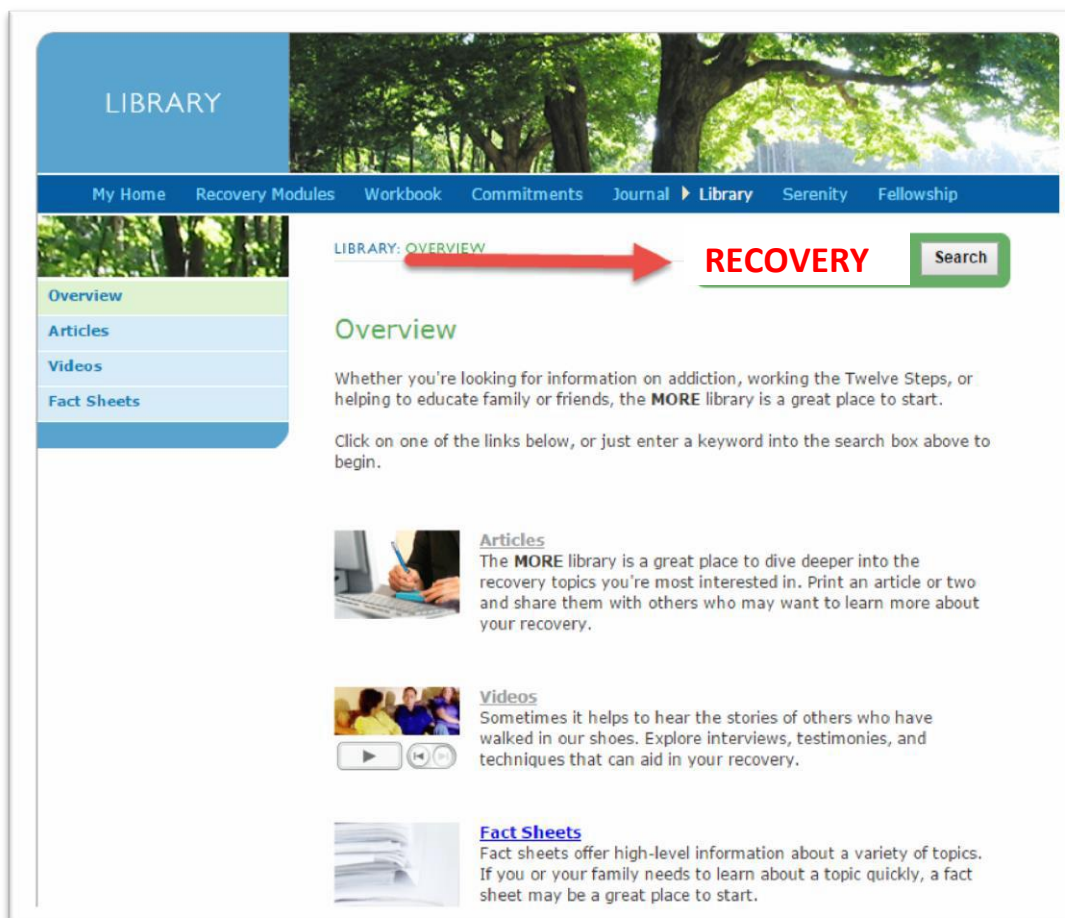 LIBRARY
My Home Recovery Modules Workbook Commitments Journal Library Serenity Fellowship
LIBRARY: OVERVIEW
RECOVERY
Search
Overview
Articles
Videos
Fact Sheets
Overview
Whether you're looking for information on addiction, working the Twelve Steps, or
helping to educate family or friends, the MORE library is a great place to start.
Click on one of the links below, or just enter a keyword into the search box above to
begin.
Articles
The MORE library is a great place to dive deeper into the
recovery topics you're most interested in. Print an article or two
and share them with others who may want to learn more about
your recovery.
Videos
Sometimes it helps to hear the stories of others who have
walked in our shoes. Explore interviews, testimonies, and
techniques that can aid in your recovery.
Fact Sheets
Fact sheets offer high-level information about a variety of topics.
If you or your family needs to learn about a topic quickly, a fact
sheet may be a great place to start.